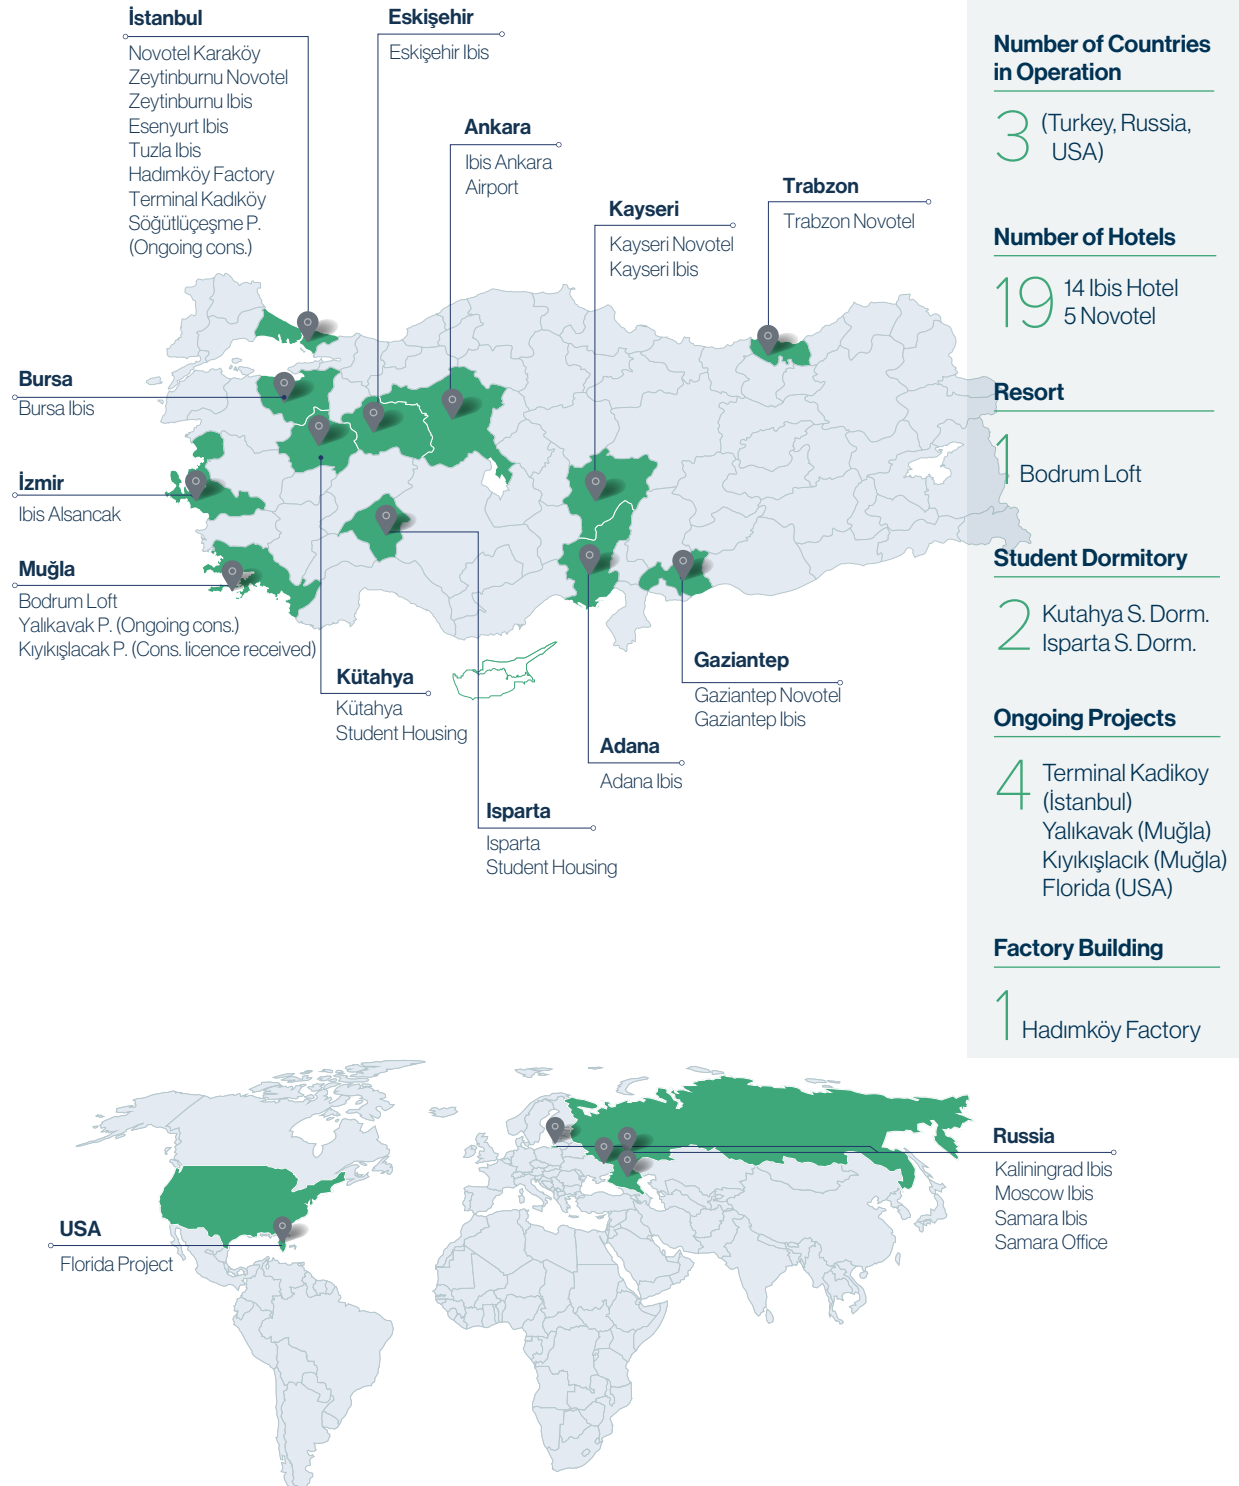 İstanbul
Novotel Karaköy
Zeytinburnu Novotel
Zeytinburnu Ibis
Esenyurt Ibis
Tuzla Ibis
Hadımköy Factory
Terminal Kadıköy
Söğütlüçeşme P.
(Ongoing cons.)
Eskişehir
Eskişehir Ibis
Ankara
Ibis Ankara
Airport
Kayseri
Kayseri Novotel
Kayseri Ibis
Trabzon
Trabzon Novotel
Bursa
Bursa Ibis
İzmir
Ibis Alsancak
Muğla
Bodrum Loft
Yalıkavak P. (Ongoing cons.)
Kıyıkışlacak P. (Cons. licence received)
Kütahya
Kütahya
Student Housing
Isparta
Isparta
Student Housing
Adana
Adana Ibis
Gaziantep
Gaziantep Novotel
Gaziantep Ibis
Number of Countries
in Operation
3 (Turkey, Russia,
USA)
Number of Hotels
19 14 Ibis Hotel
5 Novotel
Resort
1 Bodrum Loft
Student Dormitory
2 Kutahya S. Dorm.
Isparta S. Dorm.
Ongoing Projects
4 Terminal Kadikoy
(İstanbul)
Yalıkavak (Muğla)
Kıyıkışlacık (Muğla)
Florida (USA)
Factory Building
1 Hadımköy Factory
USA
Florida Project
Russia
Kaliningrad Ibis
Moscow Ibis
Samara Ibis
Samara Office